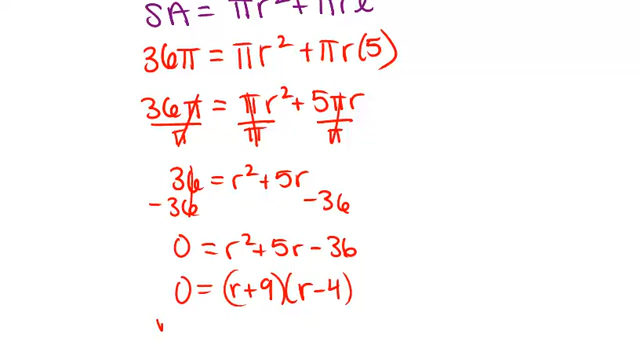 SA = πr² + πrl
36π = πr² + πr(5)
36π/π = πr²/π + 5πr/π
36 = r² + 5r
-36 -36
0 = r² + 5r - 36
0 = (r+9)(r-4)